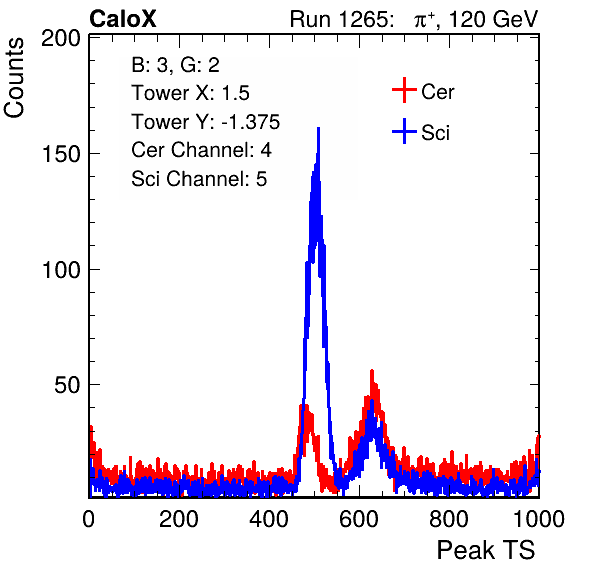 CaloX Run 1265: π⁺, 120 GeV
200
150
100
50
Counts
B: 3, G: 2
Tower X: 1.5
Tower Y: -1.375
Cer Channel: 4
Sci Channel: 5
Cer
Sci
0 200 400 600 800 1000
Peak TS